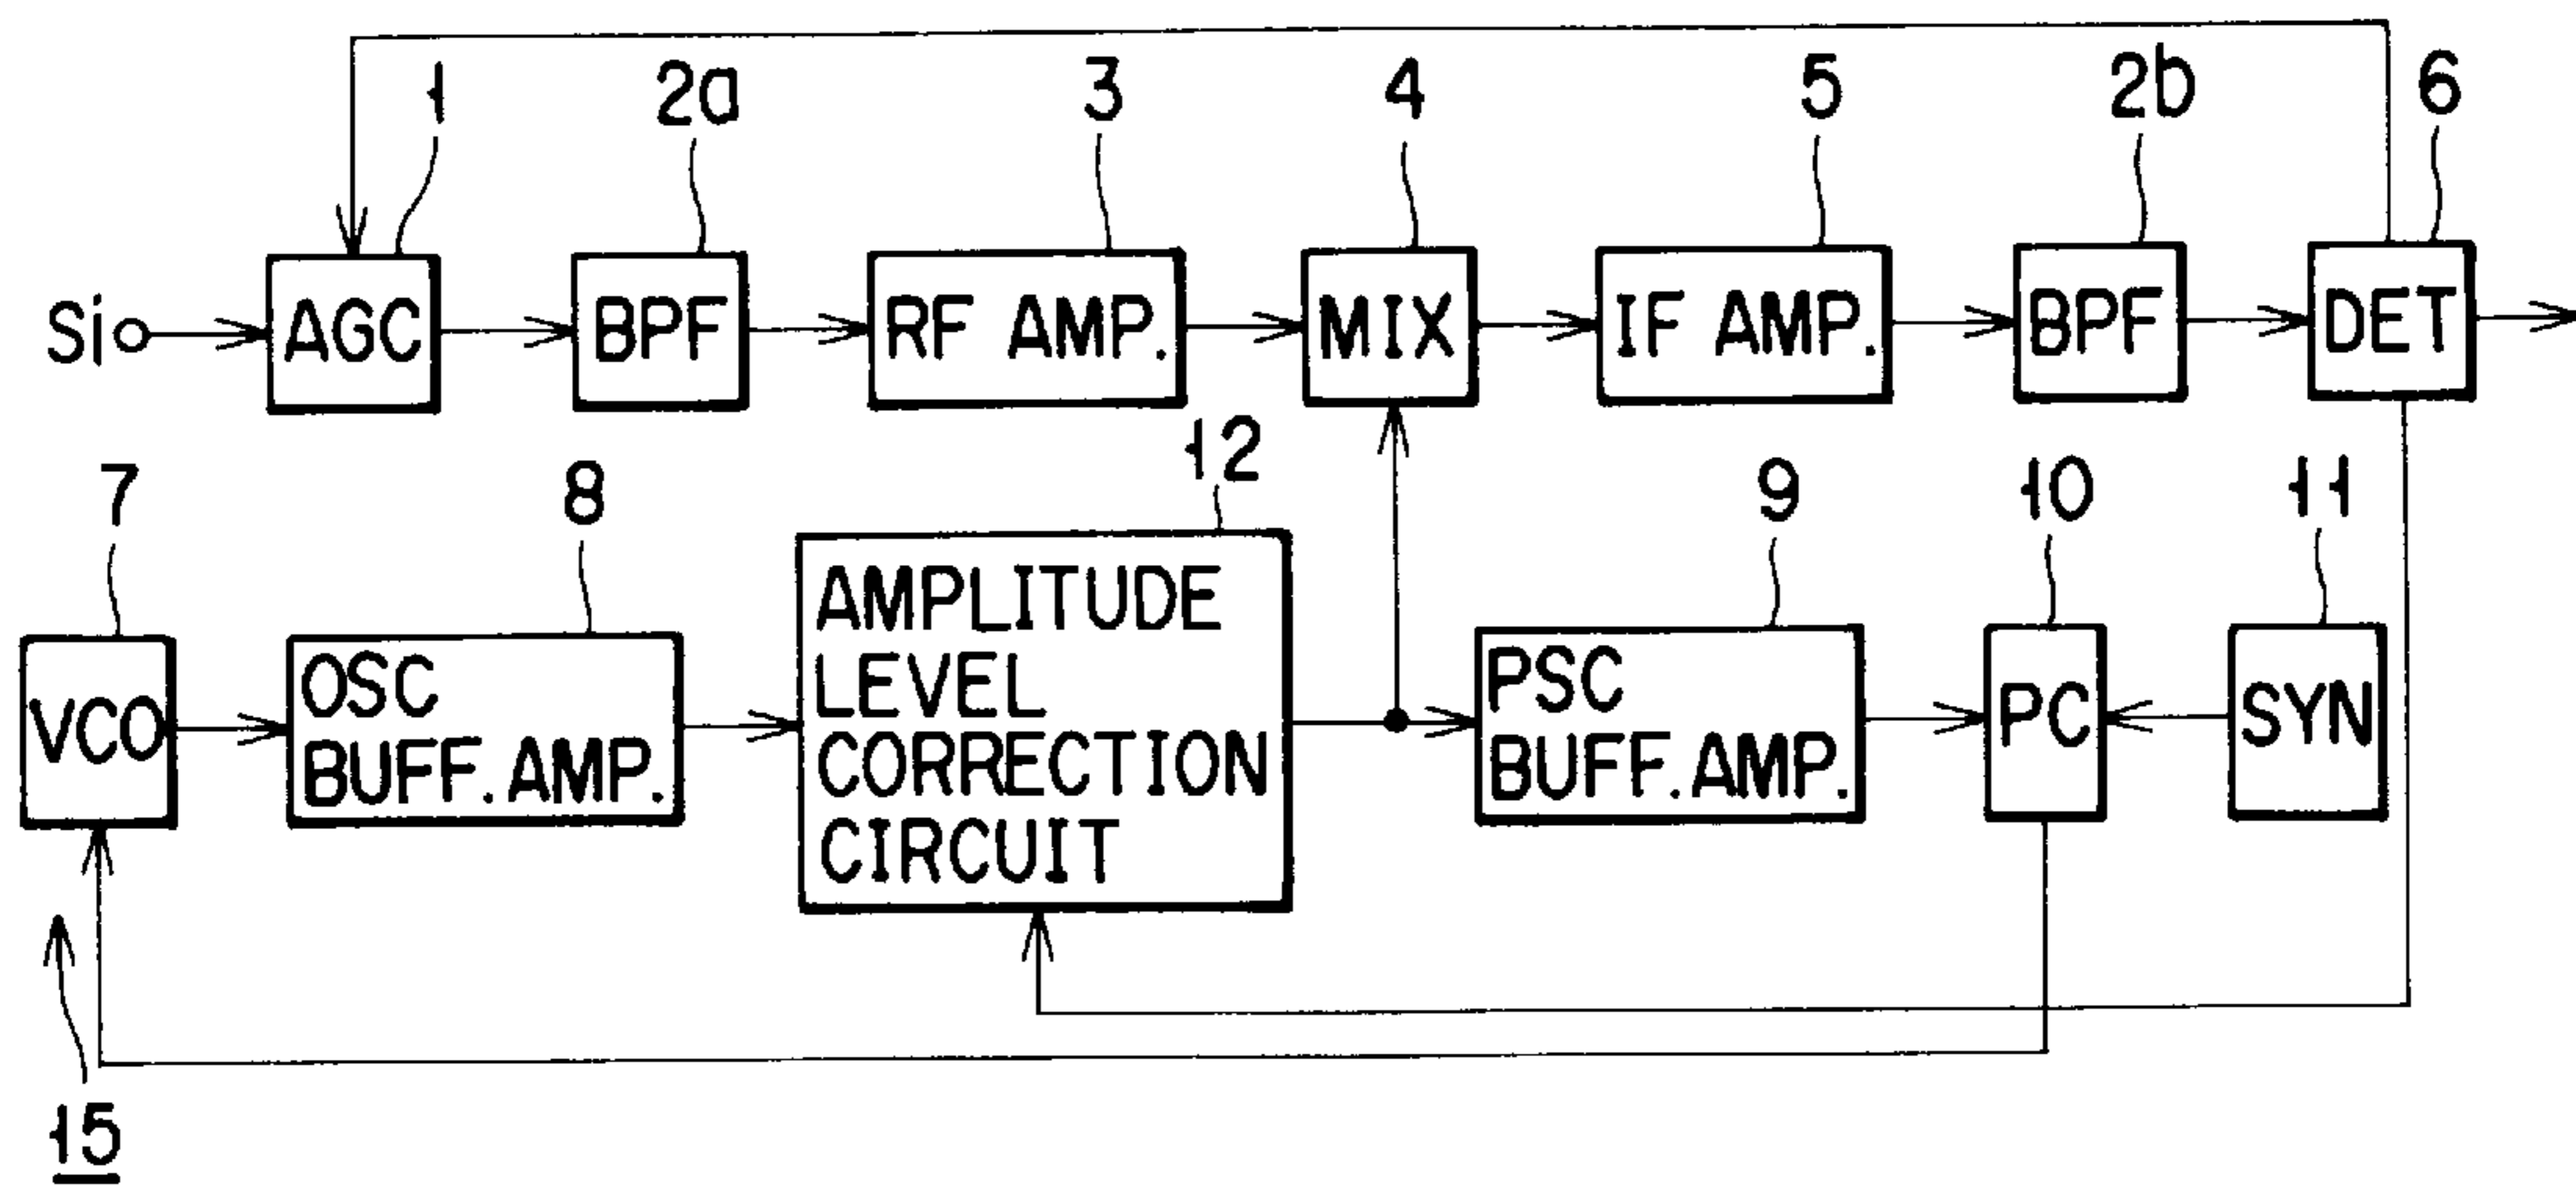 1
2a
3
4
5
2b
6
Si
AGC
BPF
RF AMP.
MIX
IF AMP.
BPF
DET
7
8
12
9
10
11
VCO
OSC
BUFF. AMP.
AMPLITUDE
LEVEL
CORRECTION
CIRCUIT
PSC
BUFF. AMP.
PC
SYN
15